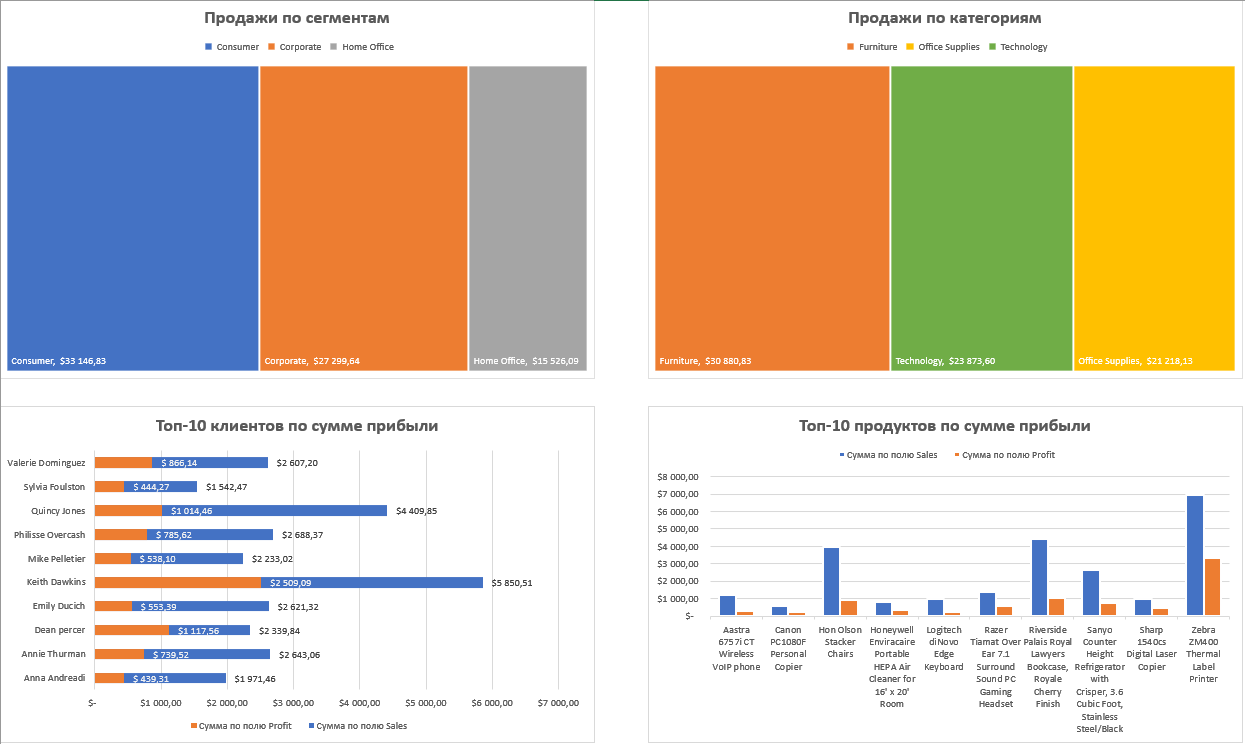 Продажи по сегментам
Consumer Corporate Home Office
Consumer, $33 146,83
Corporate, $27 299,64
Home Office, $15 526,09
Продажи по категориям
Furniture Office Supplies Technology
Furniture, $30 880,83
Technology, $23 873,60
Office Supplies, $21 218,13
Топ-10 клиентов по сумме прибыли
Valerie Dominguez $ 866,14 $2 607,20
Sylvia Foulston $ 444,27 $1 542,47
Quincy Jones $1 014,46 $4 409,85
Philisse Overcash $ 785,62 $2 688,37
Mike Pelletier $ 538,10 $2 233,02
Keith Dawkins $2 509,09 $5 850,51
Emily Ducich $ 553,39 $2 621,32
Dean percer $1 117,56 $2 339,84
Annie Thurman $ 739,52 $2 643,06
Anna Andreadi $ 439,31 $1 971,46
$- $1 000,00 $2 000,00 $3 000,00 $4 000,00 $5 000,00 $6 000,00 $7 000,00
Сумма по полю Profit Сумма по полю Sales
Топ-10 продуктов по сумме прибыли
Сумма по полю Sales Сумма по полю Profit
$8 000,00
$7 000,00
$6 000,00
$5 000,00
$4 000,00
$3 000,00
$2 000,00
$1 000,00
$-
Aastra
6757i CT
Wireless
VoIP phone
Canon
PC1080F
Personal
Copier
Hon Olson
Stacker
Chairs
Honeywell
Enviracaire
Portable
HEPA Air
Cleaner for
16' x 20'
Room
Logitech
diNovo
Edge
Keyboard
Razer
Tiamat Over
Ear 7.1
Surround
Sound PC
Gaming
Headset
Riverside
Palais Royal
Lawyers
Bookcase,
Royale
Cherry
Finish
Sanyo
Counter
Height
Refrigerator
with
Crisper, 3.6
Cubic Foot,
Stainless
Steel/Black
Sharp
1540cs
Digital Laser
Copier
Zebra
ZM400
Thermal
Label
Printer